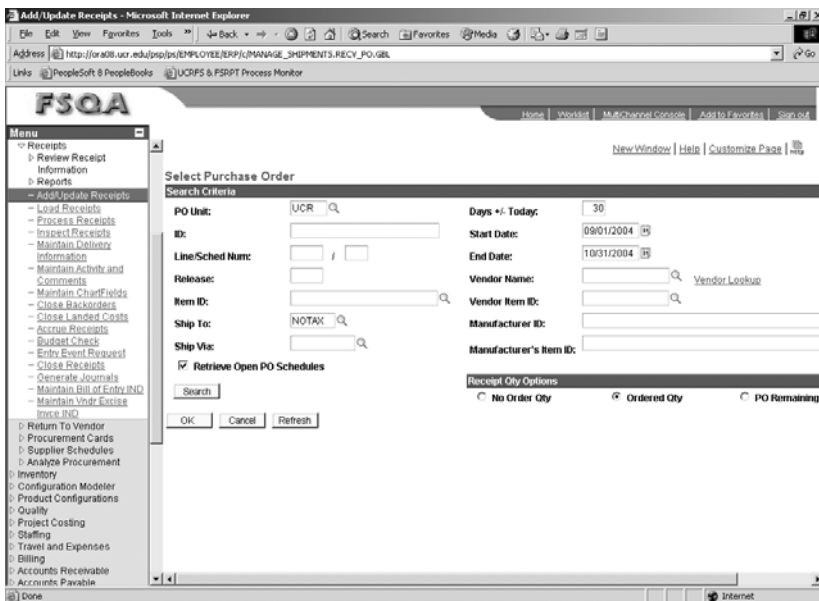 Add/Update Receipts - Microsoft Internet Explorer
File Edit View Favorites Tools » Back Search Favorites Media
Address http://ora08.ucr.edu/psp/ps/EMPLOYEE/ERP/c/MANAGE_SHIPMENTS.RECV_PO.GBL Go
Links PeopleSoft 8 PeopleBooks UCRFS & FSRPT Process Monitor
FSQA
Home Worklist MultiChannel Console Add to Favorites Sign out
Menu
New Window | Help | Customize Page | http
Receipts
Review Receipt
Information
Reports
Add/Update Receipts
Load Receipts
Process Receipts
Inspect Receipts
Maintain Delivery
Information
Maintain Activity and
Comments
Maintain ChartFields
Close Backorders
Close Landed Costs
Accrue Receipts
Budget Check
Entry Event Request
Close Receipts
Generate Journals
Maintain Bill of Entry IND
Maintain Vndr Excise
Invce IND
Return To Vendor
Procurement Cards
Supplier Schedules
Analyze Procurement
Inventory
Configuration Modeler
Product Configurations
Quality
Project Costing
Staffing
Travel and Expenses
Billing
Accounts Receivable
Accounts Payable
Select Purchase Order
Search Criteria
PO Unit: UCR Days +/- Today: 30
ID: Start Date: 09/01/2004
Line/Sched Num: / End Date: 10/31/2004
Release: Vendor Name: Vendor Lookup
Item ID: Vendor Item ID:
Ship To: NOTAX Manufacturer ID:
Ship Via: Manufacturer's Item ID:
Retrieve Open PO Schedules
Search
Receipt Qty Options
No Order Qty Ordered Qty PO Remaining
OK Cancel Refresh
Done Internet